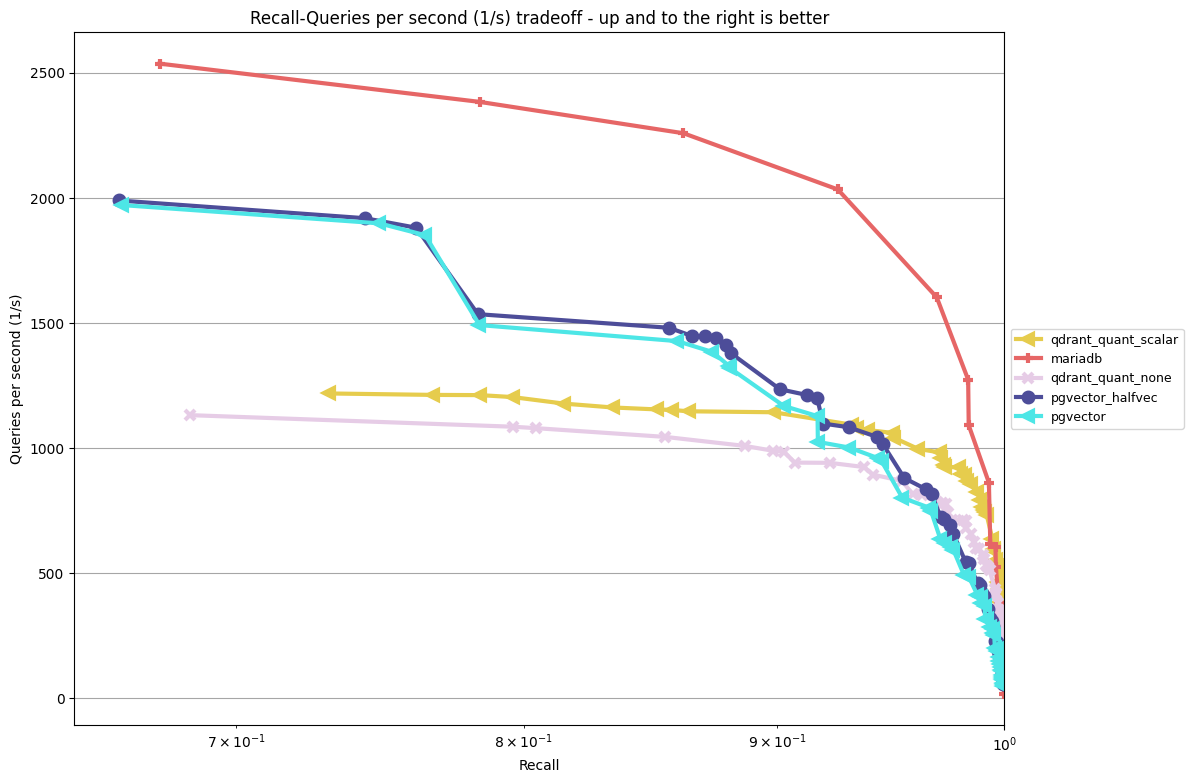 Recall-Queries per second (1/s) tradeoff - up and to the right is better
Queries per second (1/s)
2500
2000
1500
1000
500
0
7 × 10⁻¹
8 × 10⁻¹
9 × 10⁻¹
10⁰
Recall
qdrant_quant_scalar
mariadb
qdrant_quant_none
pgvector_halfvec
pgvector